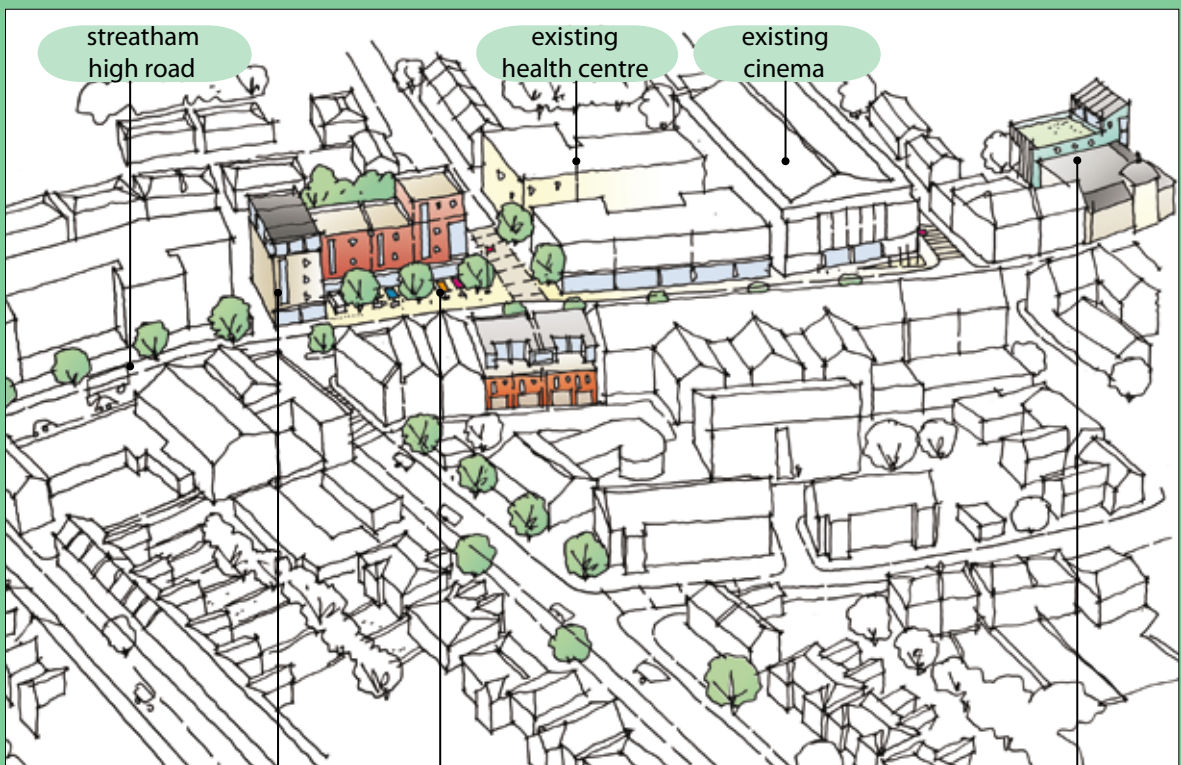 streatham
high road
existing
health centre
existing
cinema